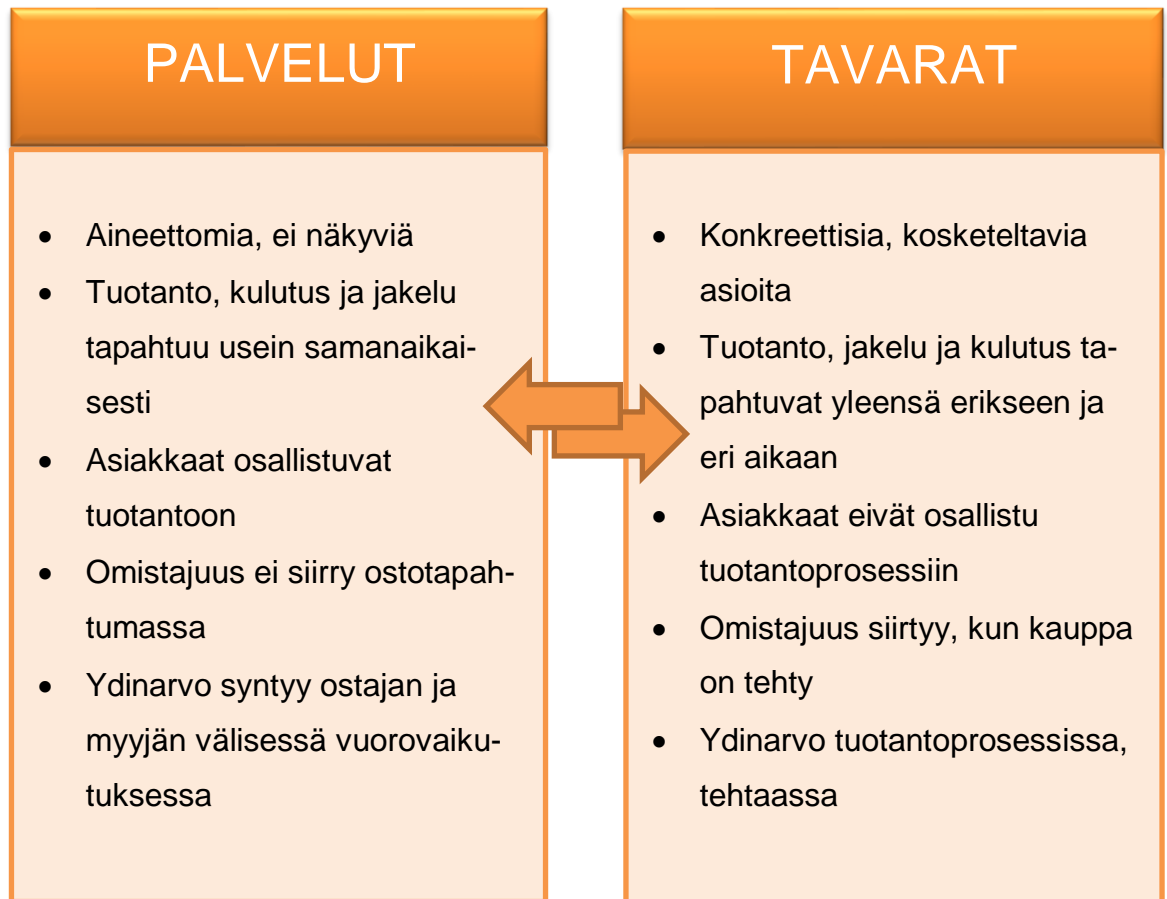 PALVELUT
• Aineettomia, ei näkyviä
• Tuotanto, kulutus ja jakelu
tapahtuu usein samanaikai-
sesti
• Asiakkaat osallistuvat
tuotantoon
• Omistajuus ei siirry ostotapah-
tumassa
• Ydinarvo syntyy ostajan ja
myyjän välisessä vuorovaiku-
tuksessa
TAVARAT
• Konkreettisia, kosketeltavia
asioita
• Tuotanto, jakelu ja kulutus ta-
pahtuvat yleensä erikseen ja
eri aikaan
• Asiakkaat eivät osallistu
tuotantoprosessiin
• Omistajuus siirtyy, kun kauppa
on tehty
• Ydinarvo tuotantoprosessissa,
tehtaassa